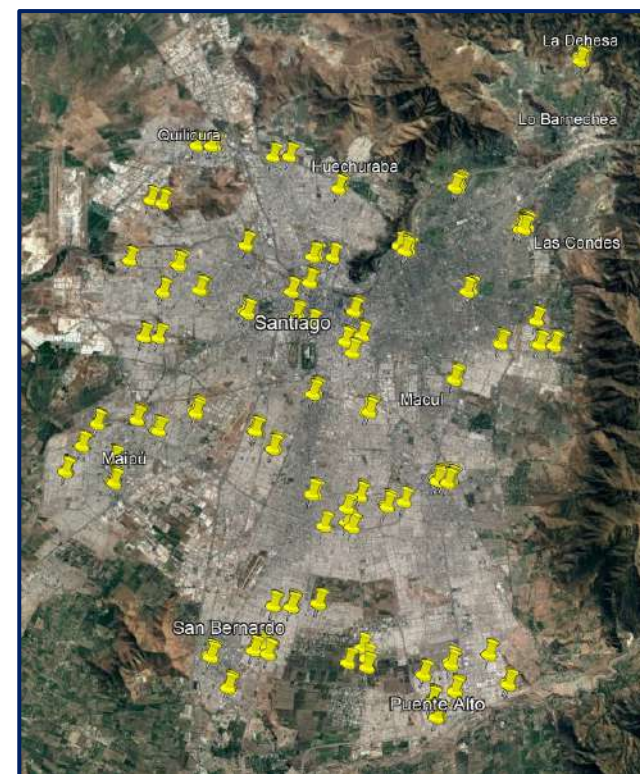 La Dehesa
Lo Barnechea
Quilicura
Huechuraba
Las Condes
Santiago
Macul
Maipú
San Bernardo
Puente Alto